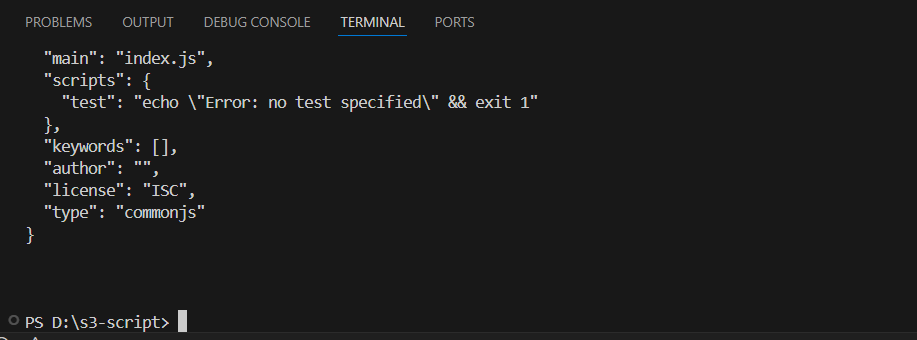 PROBLEMS OUTPUT DEBUG CONSOLE TERMINAL PORTS
"main": "index.js",
"scripts": {
"test": "echo \"Error: no test specified\" && exit 1"
},
"keywords": [],
"author": "",
"license": "ISC",
"type": "commonjs"
}
PS D:\s3-script>